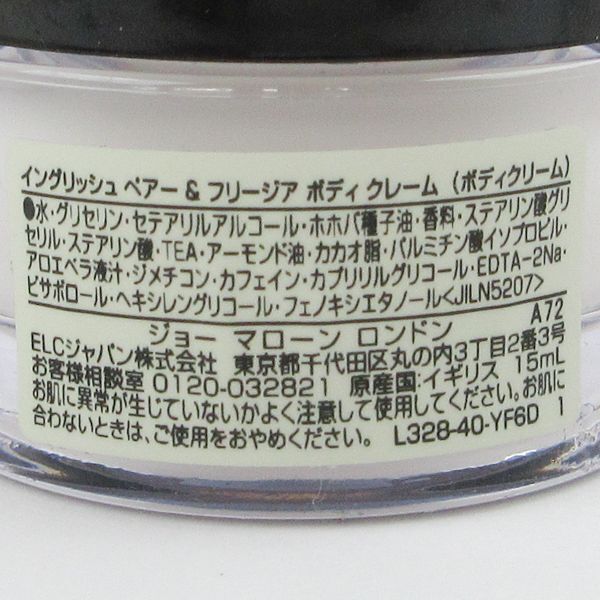 イングリッシュ ペアー & フリージア ボディ クレーム（ボディクリーム）
●水・グリセリン・セテアリルアルコール・ホホバ種子油・香料・ステアリン酸グリ
セリル・ステアリン酸・TEA・アーモンド油・カカオ脂・パルミチン酸イソプロピル・
アロエベラ液汁・ジメチコン・カフェイン・カプリリルグリコール・EDTA-2Na・
ビサボロール・ヘキシレングリコール・フェノキシエタノール<JILN5207>
A72
ジョー マローン ロンドン
ELCジャパン株式会社 東京都千代田区丸の内3丁目2番3号
お客様相談室 0120-032821 原産国:イギリス 15mL
お肌に異常が生じていないかよく注意して使用してください。お肌に
合わないときは、ご使用をおやめください。 L328-40-YF6D 1